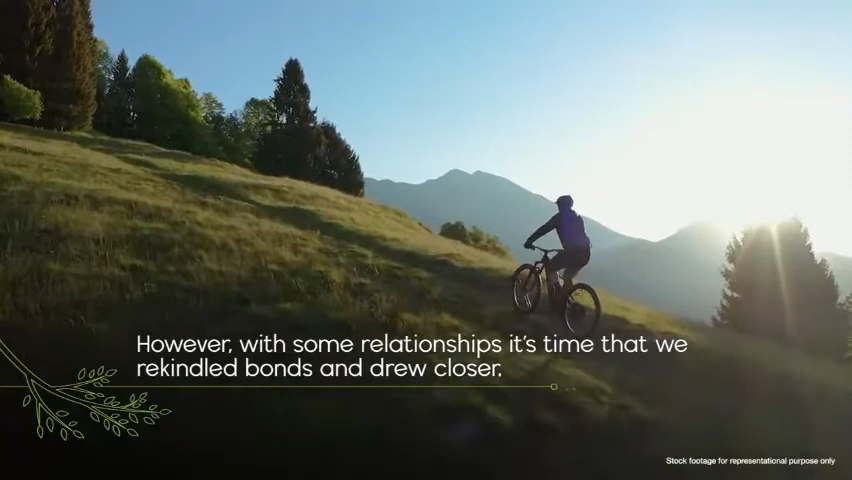 However, with some relationships it's time that we
rekindled bonds and drew closer.
Stock footage for representational purpose only